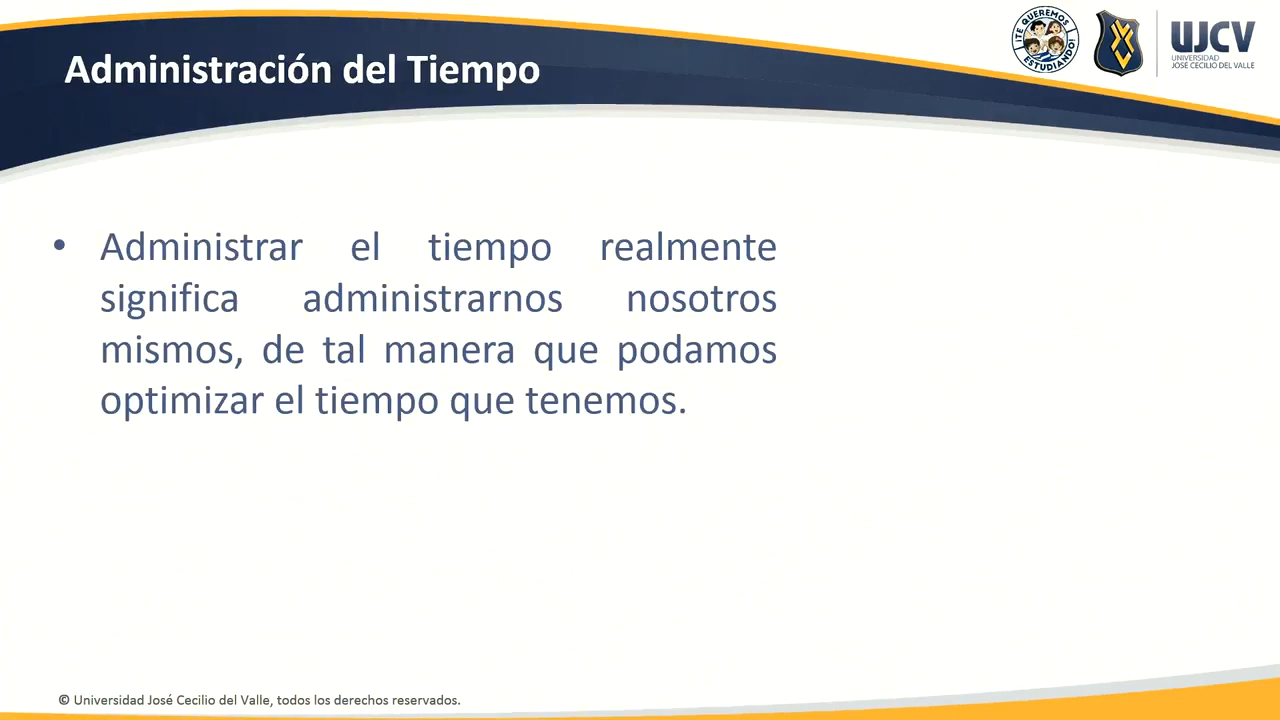 Administración del Tiempo
¡TE QUEREMOS
ESTUDIANDO!
UJCV
UNIVERSIDAD
JOSÉ CECILIO DEL VALLE
• Administrar el tiempo realmente
significa administrarnos nosotros
mismos, de tal manera que podamos
optimizar el tiempo que tenemos.
© Universidad José Cecilio del Valle, todos los derechos reservados.